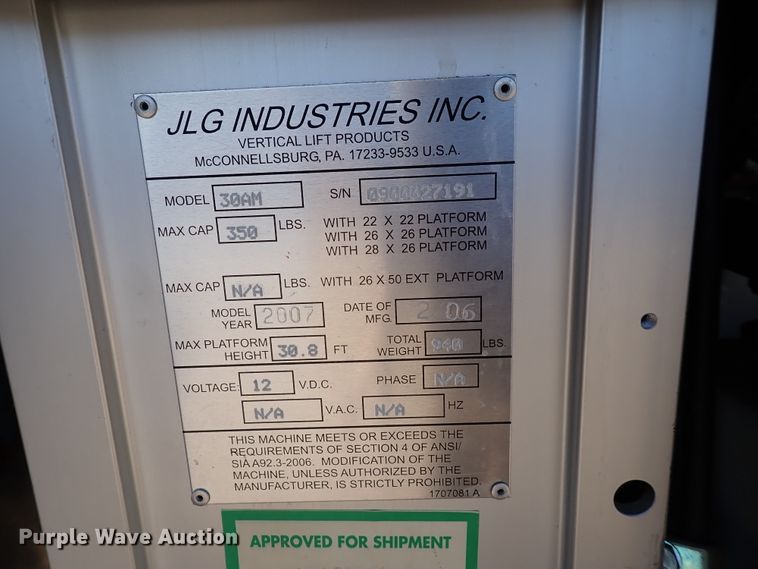 JLG INDUSTRIES INC.
VERTICAL LIFT PRODUCTS
McCONNELLSBURG, PA. 17233-9533 U.S.A.
MODEL 30AM S/N 0900127191
MAX CAP 350 LBS. WITH 22 X 22 PLATFORM
WITH 26 X 26 PLATFORM
WITH 28 X 26 PLATFORM
MAX CAP N/A LBS. WITH 26 X 50 EXT PLATFORM
MODEL YEAR 2007 DATE OF MFG. 2 06
MAX PLATFORM HEIGHT 30.8 FT TOTAL WEIGHT 940 LBS.
VOLTAGE: 12 V.D.C. PHASE N/A
N/A V.A.C. N/A HZ
THIS MACHINE MEETS OR EXCEEDS THE
REQUIREMENTS OF SECTION 4 OF ANSI/
SIA A92.3-2006. MODIFICATION OF THE
MACHINE, UNLESS AUTHORIZED BY THE
MANUFACTURER, IS STRICTLY PROHIBITED.
1707081 A
APPROVED FOR SHIPMENT
Purple Wave Auction